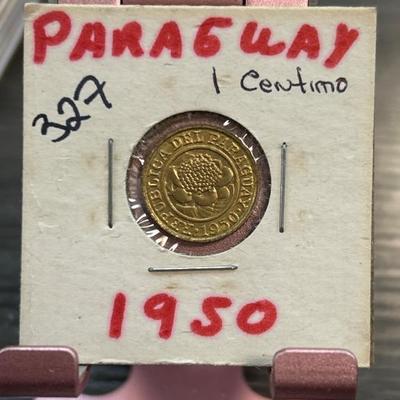 PARAGUAY
1 Centimo
327
REPUBLICA DEL PARAGUAY
·1950·
1950